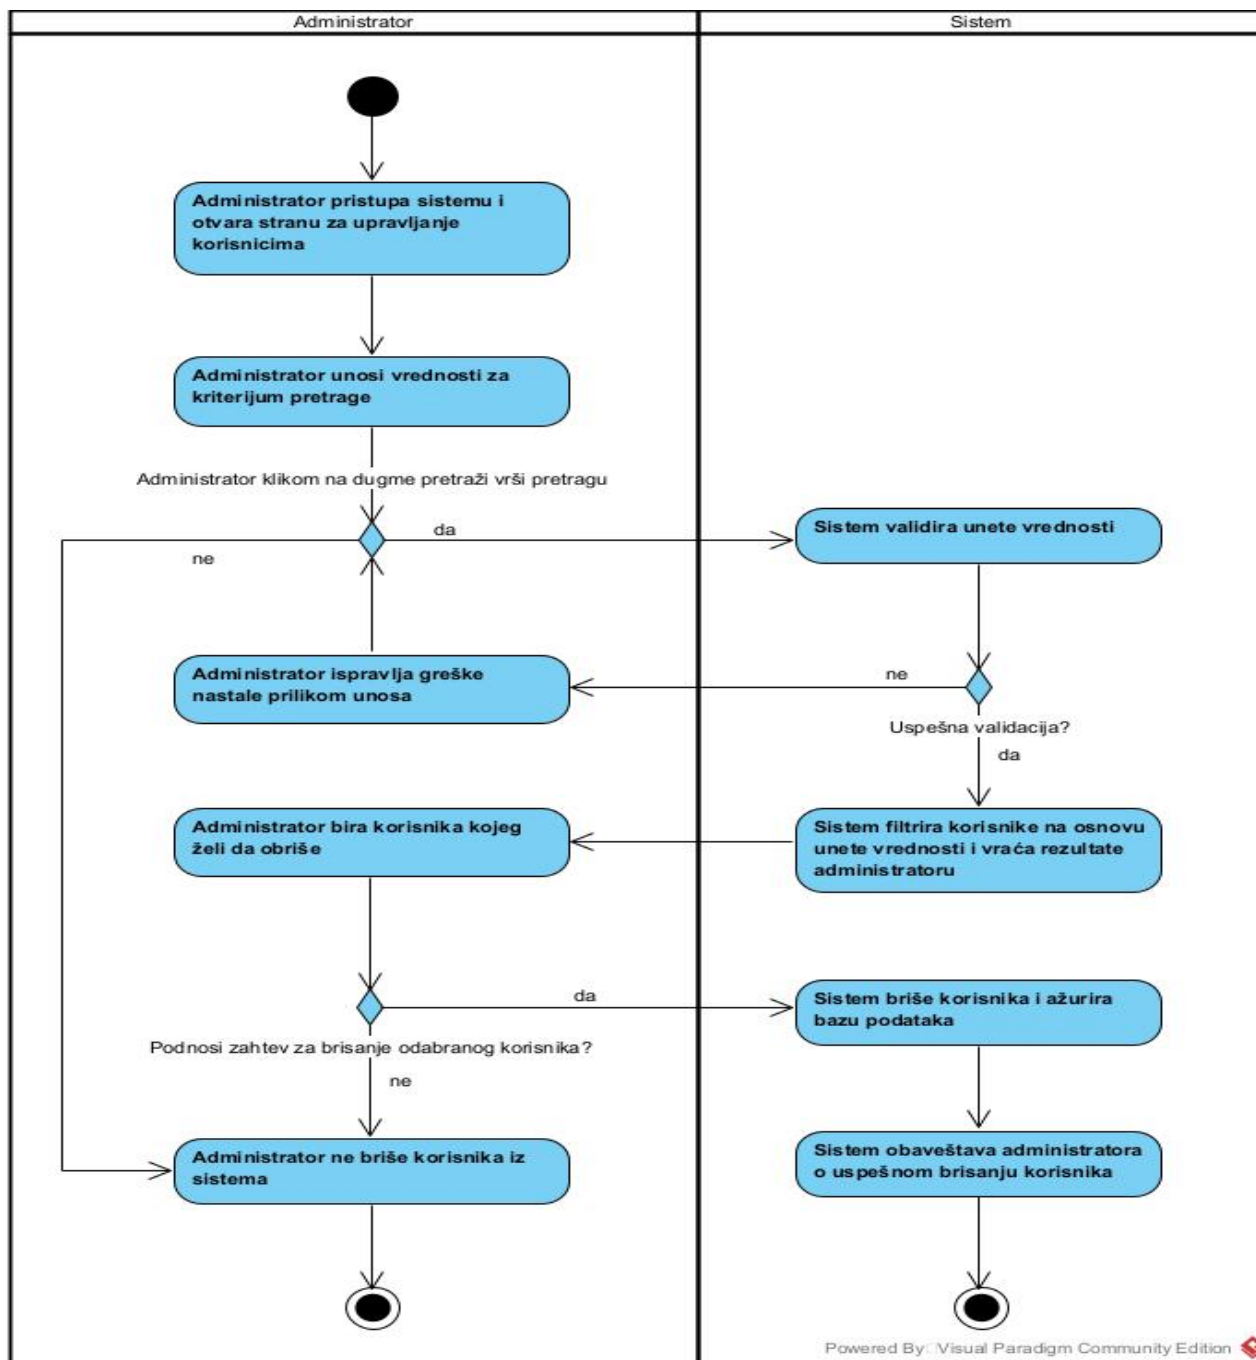 Administrator
Sistem
Administrator pristupa sistemu i
otvara stranu za upravljanje
korisnicima
Administrator unosi vrednosti za
kriterijum pretrage
Administrator klikom na dugme pretraži vrši pretragu
da
ne
Sistem validira unete vrednosti
Administrator ispravlja greške
nastale prilikom unosa
ne
Uspešna validacija?
da
Administrator bira korisnika kojeg
želi da obriše
Sistem filtrira korisnike na osnovu
unete vrednosti i vraća rezultate
administratoru
da
Podnosi zahtev za brisanje odabranog korisnika?
ne
Sistem briše korisnika i ažurira
bazu podataka
Administrator ne briše korisnika iz
sistema
Sistem obaveštava administratora
o uspešnom brisanju korisnika
Powered By Visual Paradigm Community Edition